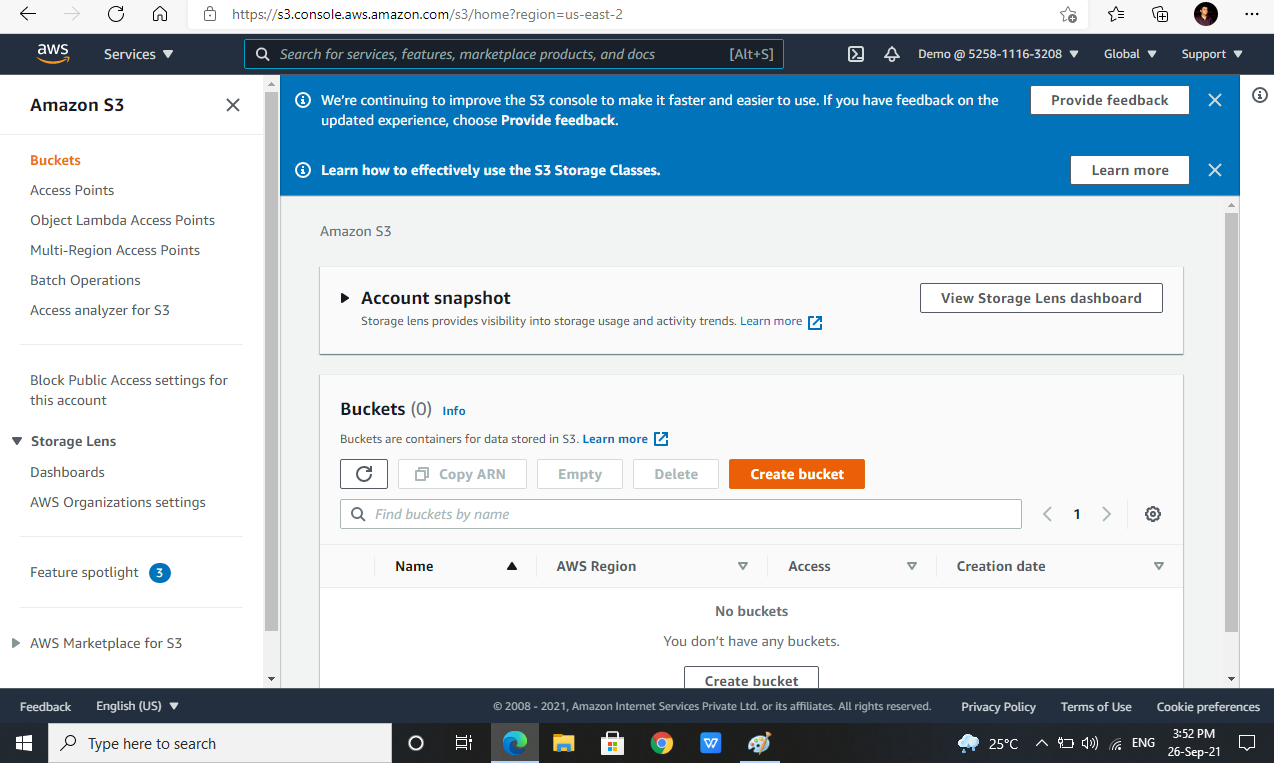 https://s3.console.aws.amazon.com/s3/home?region=us-east-2
aws
Services
Search for services, features, marketplace products, and docs
[Alt+S]
Demo @ 5258-1116-3208
Global
Support
Amazon S3
Buckets
Access Points
Object Lambda Access Points
Multi-Region Access Points
Batch Operations
Access analyzer for S3
Block Public Access settings for
this account
Storage Lens
Dashboards
AWS Organizations settings
Feature spotlight 3
AWS Marketplace for S3
We're continuing to improve the S3 console to make it faster and easier to use. If you have feedback on the
updated experience, choose Provide feedback.
Provide feedback
Learn how to effectively use the S3 Storage Classes.
Learn more
Amazon S3
Account snapshot
Storage lens provides visibility into storage usage and activity trends. Learn more
View Storage Lens dashboard
Buckets (0) Info
Buckets are containers for data stored in S3. Learn more
Copy ARN
Empty
Delete
Create bucket
Find buckets by name
1
Name
AWS Region
Access
Creation date
No buckets
You don't have any buckets.
Create bucket
Feedback
English (US)
© 2008 - 2021, Amazon Internet Services Private Ltd. or its affiliates. All rights reserved.
Privacy Policy
Terms of Use
Cookie preferences
Type here to search
W
25°C
ENG
3:52 PM
26-Sep-21